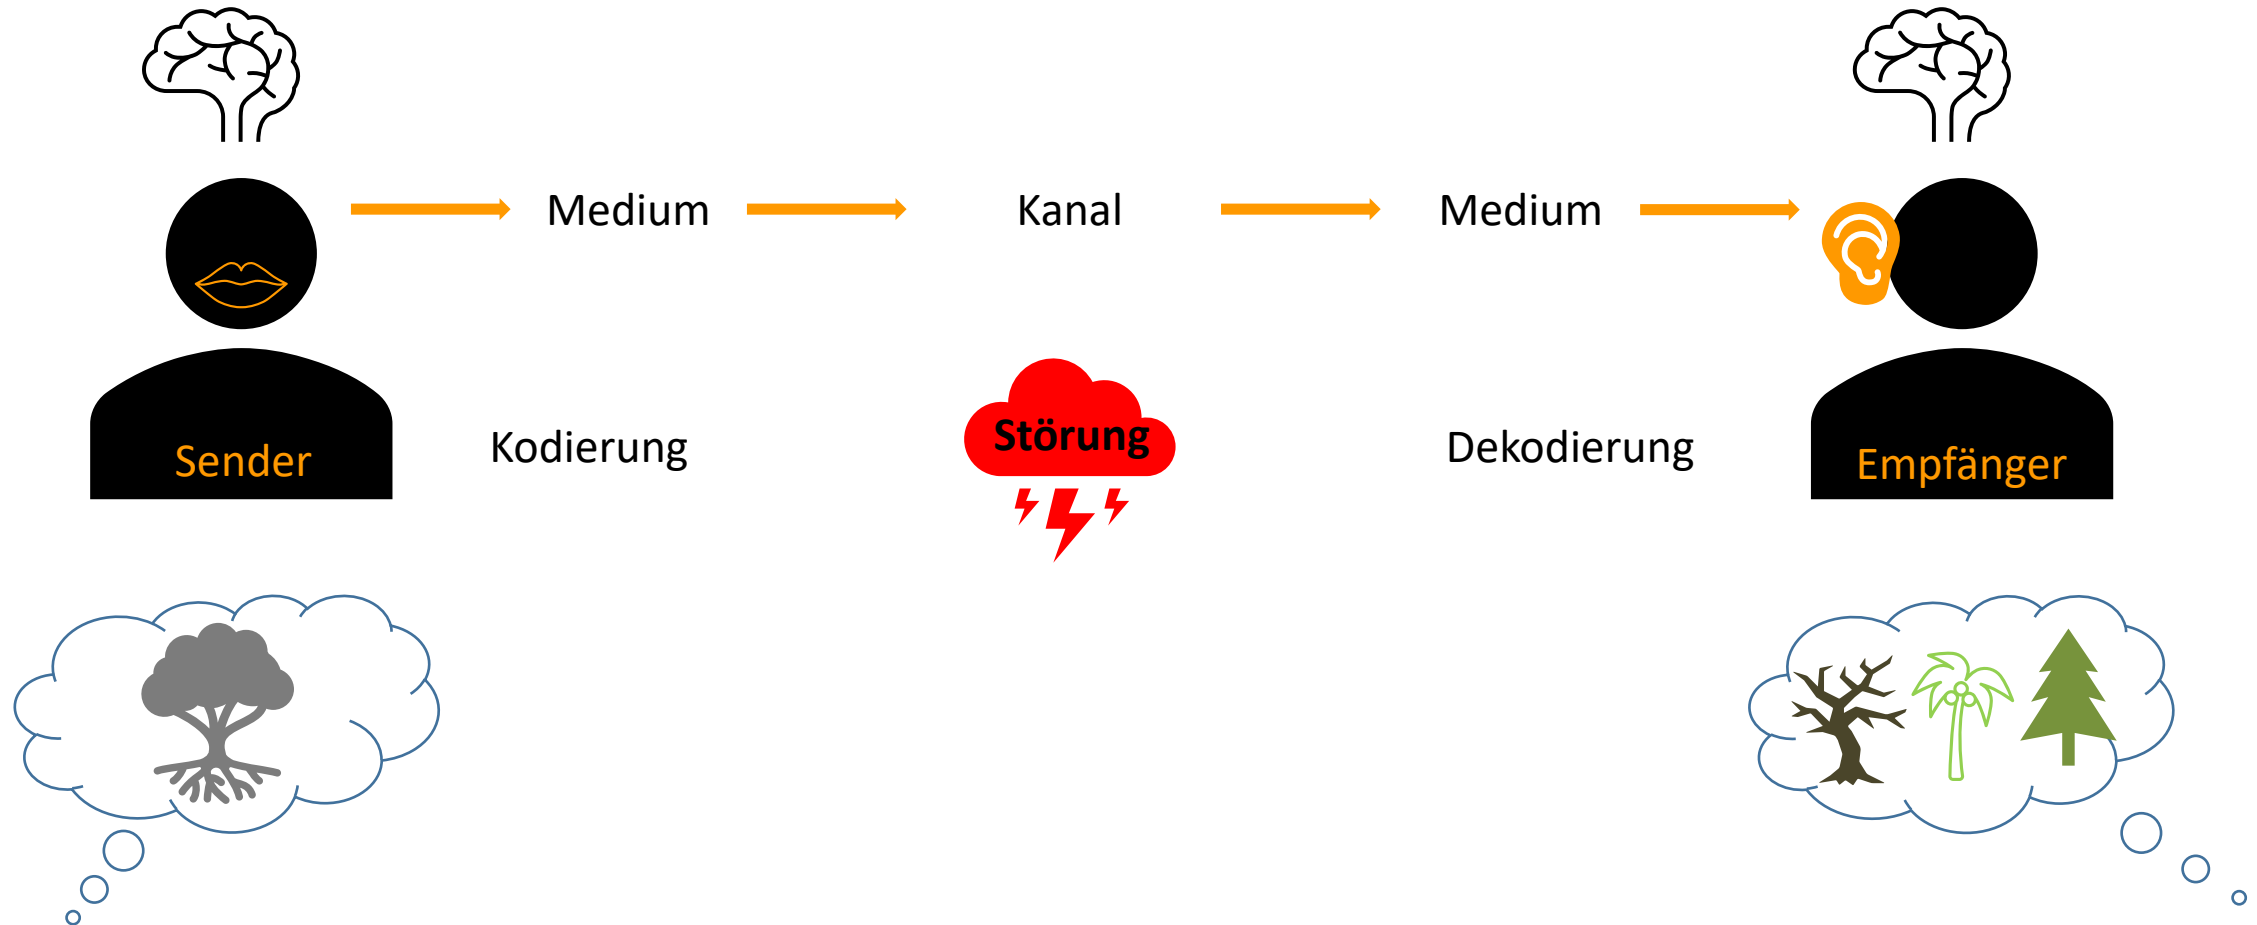 Medium
Kanal
Medium
Sender
Kodierung
Störung
Dekodierung
Empfänger